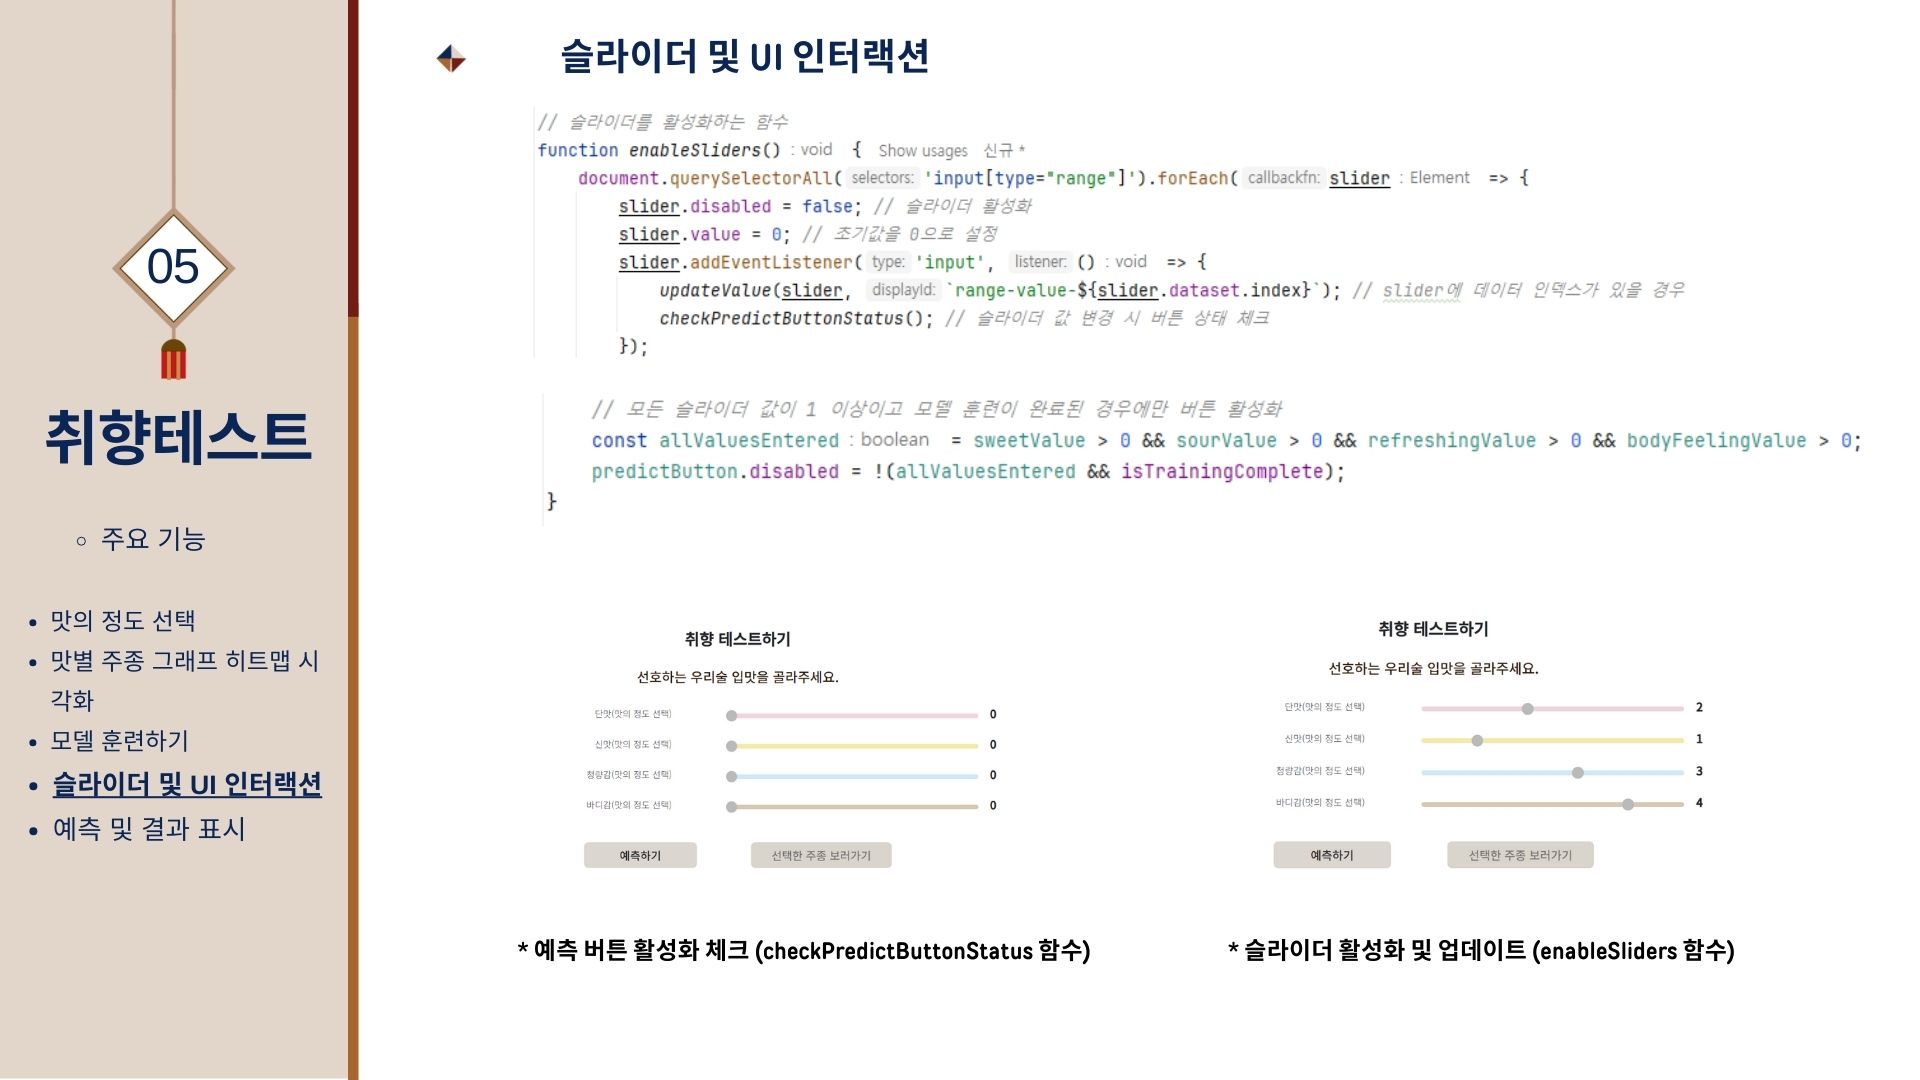 05
취향테스트
주요 기능
맛의 정도 선택
맛별 주종 그래프 히트맵 시
각화
모델 훈련하기
슬라이더 및 UI 인터랙션
예측 및 결과 표시
슬라이더 및 UI 인터랙션
// 슬라이더를 활성화하는 함수
function enableSliders() : void { Show usages 신규 *
document.querySelectorAll( selectors: 'input[type="range"]').forEach( callbackfn: slider : Element => {
slider.disabled = false; // 슬라이더 활성화
slider.value = 0; // 초기값을 0으로 설정
slider.addEventListener( type: 'input', listener: () : void => {
updateValue(slider, displayId: `range-value-${slider.dataset.index}`); // slider에 데이터 인덱스가 있을 경우
checkPredictButtonStatus(); // 슬라이더 값 변경 시 버튼 상태 체크
});
// 모든 슬라이더 값이 1 이상이고 모델 훈련이 완료된 경우에만 버튼 활성화
const allValuesEntered : boolean = sweetValue > 0 && sourValue > 0 && refreshingValue > 0 && bodyFeelingValue > 0;
predictButton.disabled = !(allValuesEntered && isTrainingComplete);
}
취향 테스트하기
선호하는 우리술 입맛을 골라주세요.
단맛(맛의 정도 선택) 0
신맛(맛의 정도 선택) 0
청량감(맛의 정도 선택) 0
바디감(맛의 정도 선택) 0
예측하기 선택한 주종 보러가기
* 예측 버튼 활성화 체크 (checkPredictButtonStatus 함수)
취향 테스트하기
선호하는 우리술 입맛을 골라주세요.
단맛(맛의 정도 선택) 2
신맛(맛의 정도 선택) 1
청량감(맛의 정도 선택) 3
바디감(맛의 정도 선택) 4
예측하기 선택한 주종 보러가기
* 슬라이더 활성화 및 업데이트 (enableSliders 함수)